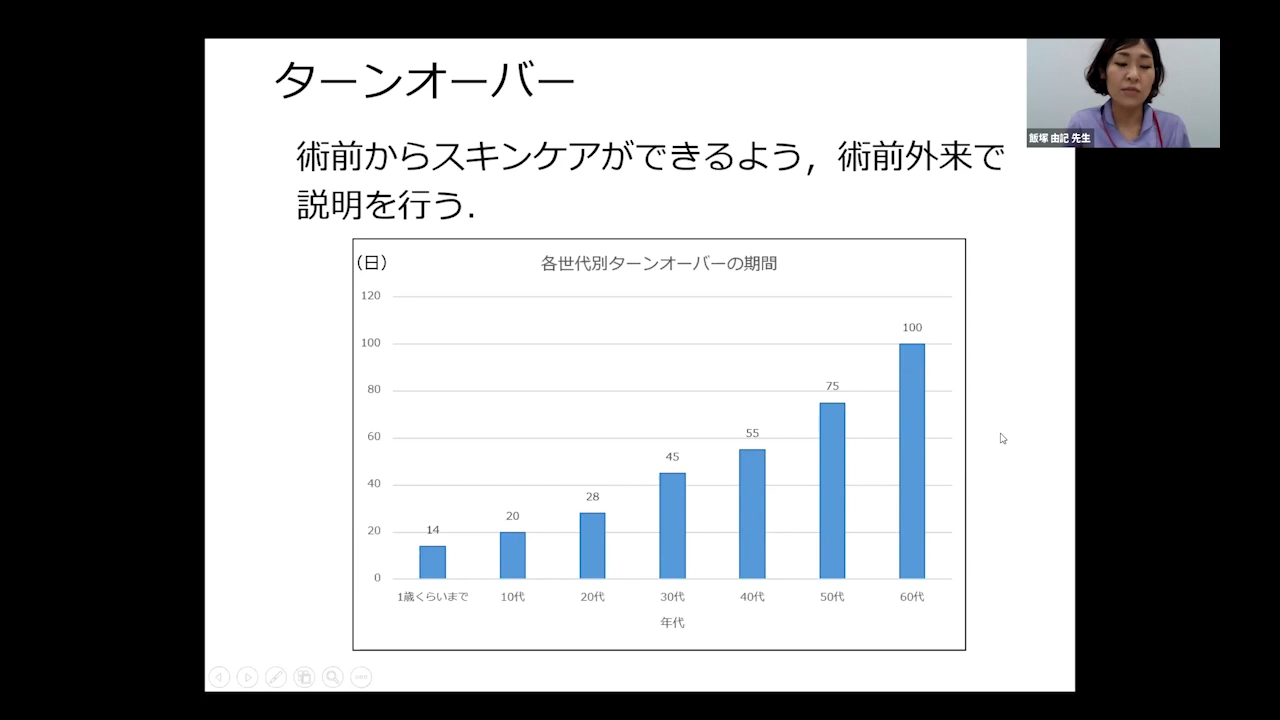 ターンオーバー
術前からスキンケアができるよう，術前外来で
説明を行う．
飯塚 由記 先生
（日）
各世代別ターンオーバーの期間
120
100
80
60
40
20
0
14
20
28
45
55
75
100
1歳くらいまで
10代
20代
30代
40代
50代
60代
年代